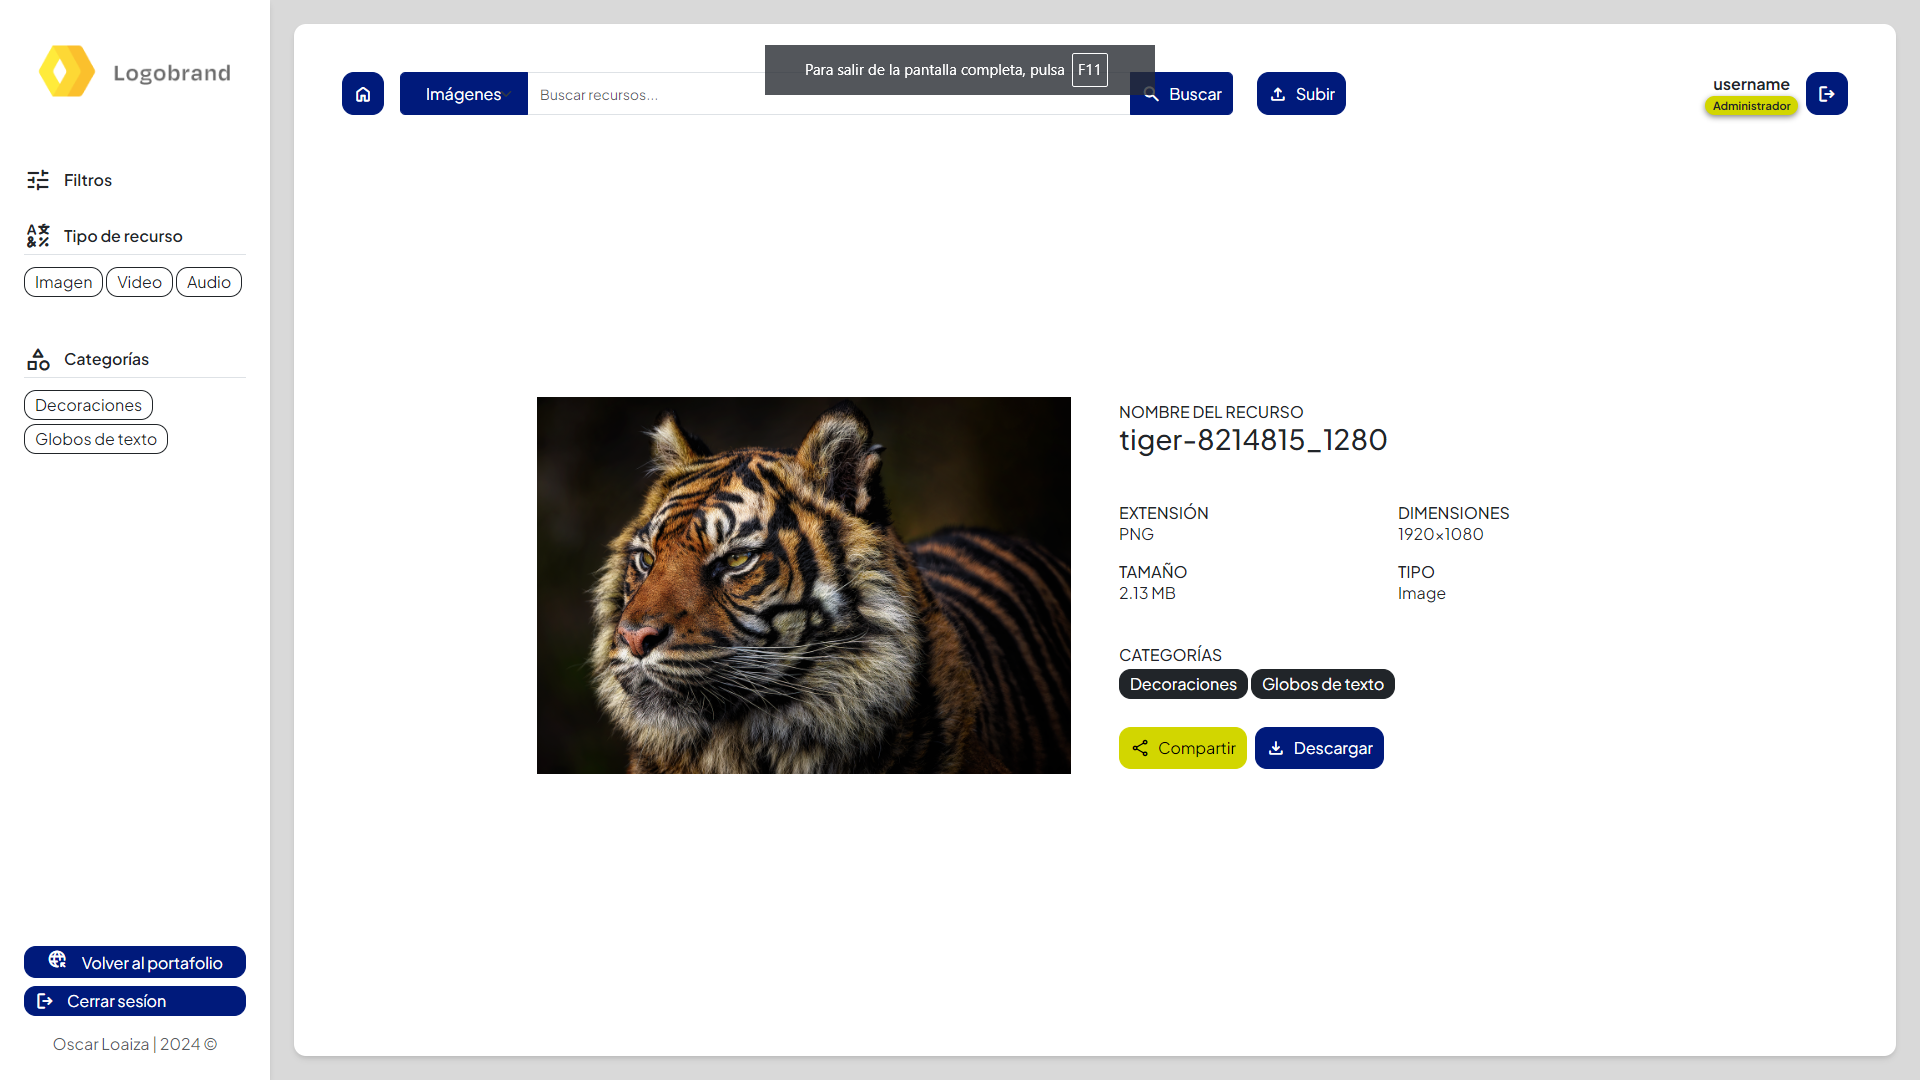 Logobrand
Para salir de la pantalla completa, pulsa F11
Imágenes
Buscar recursos...
Buscar
Subir
username
Administrador
Filtros
Tipo de recurso
Imagen
Video
Audio
Categorías
Decoraciones
Globos de texto
NOMBRE DEL RECURSO
tiger-8214815_1280
EXTENSIÓN
PNG
DIMENSIONES
1920x1080
TAMAÑO
2.13 MB
TIPO
Image
CATEGORÍAS
Decoraciones
Globos de texto
Compartir
Descargar
Volver al portafolio
Cerrar sesíon
Oscar Loaiza | 2024 ©